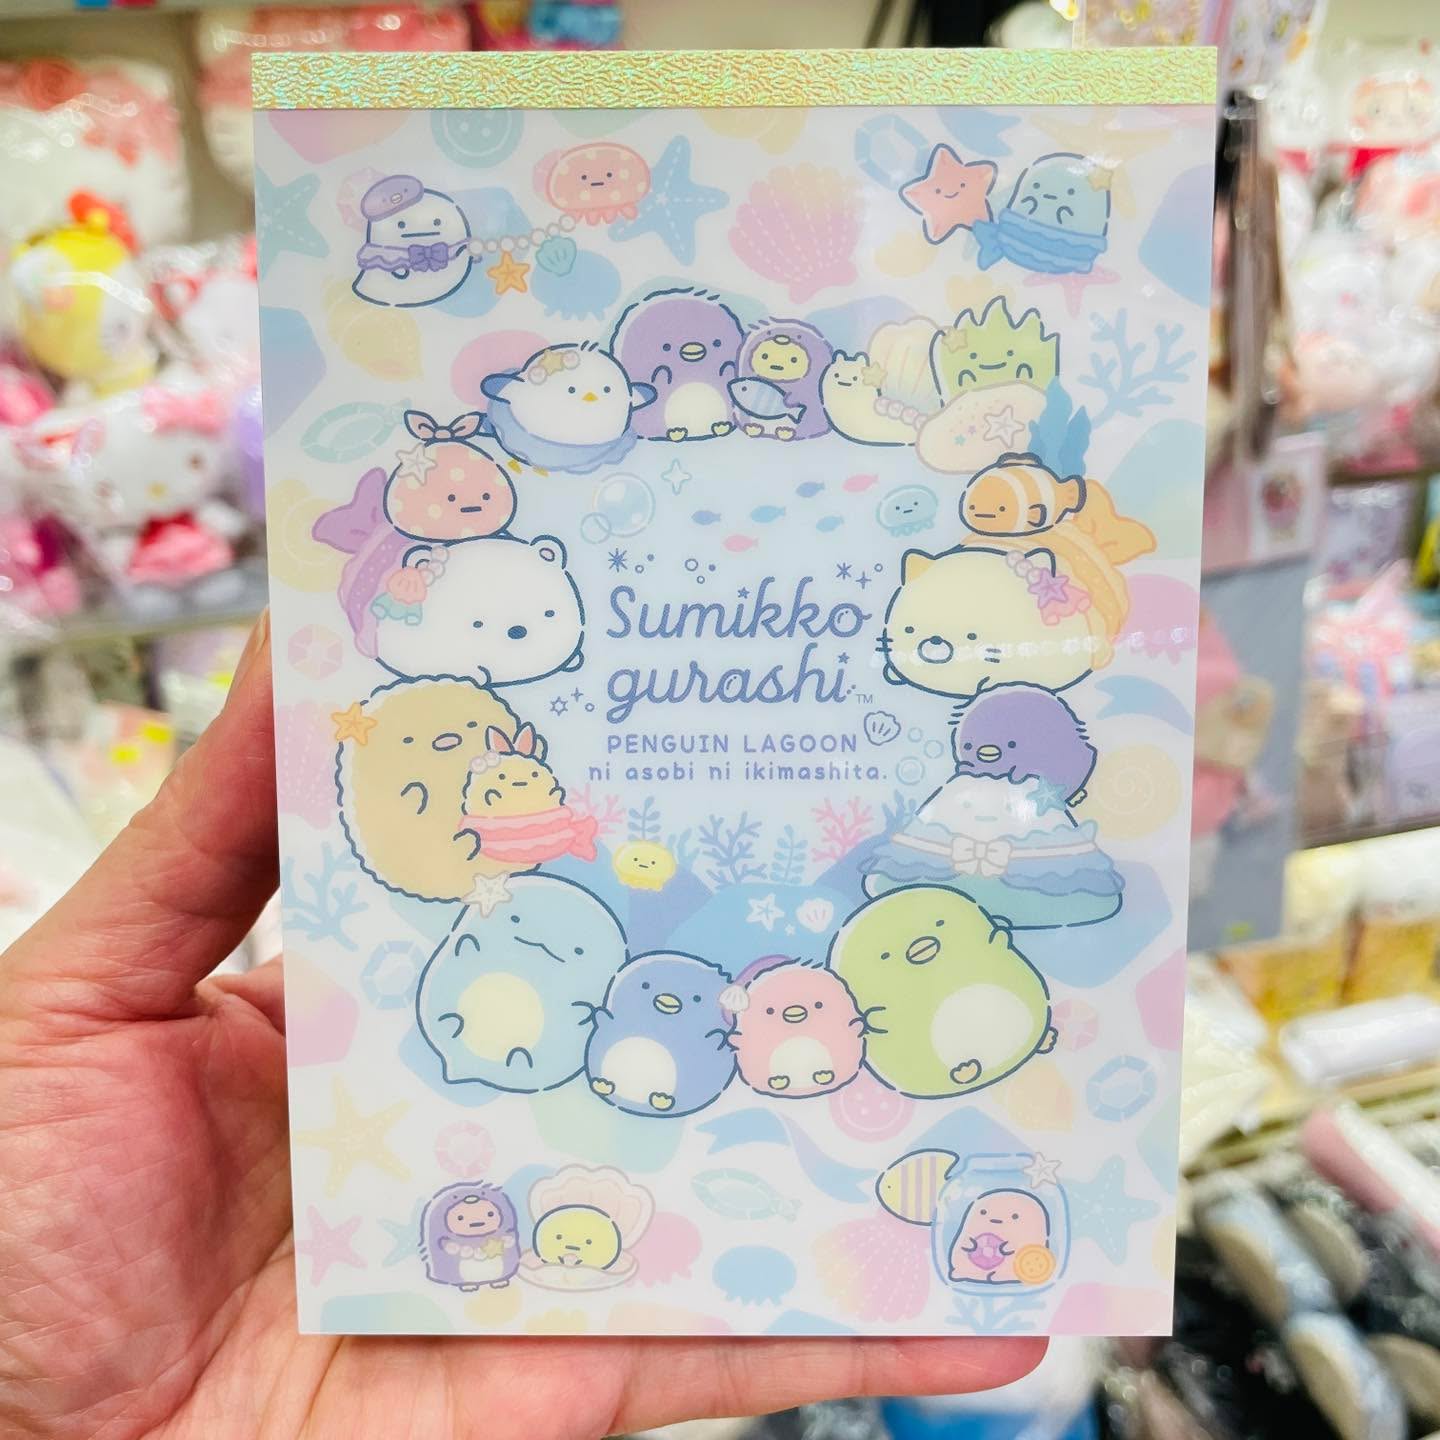 Sumikko
gurashi™
PENGUIN LAGOON
ni asobi ni ikimashita.